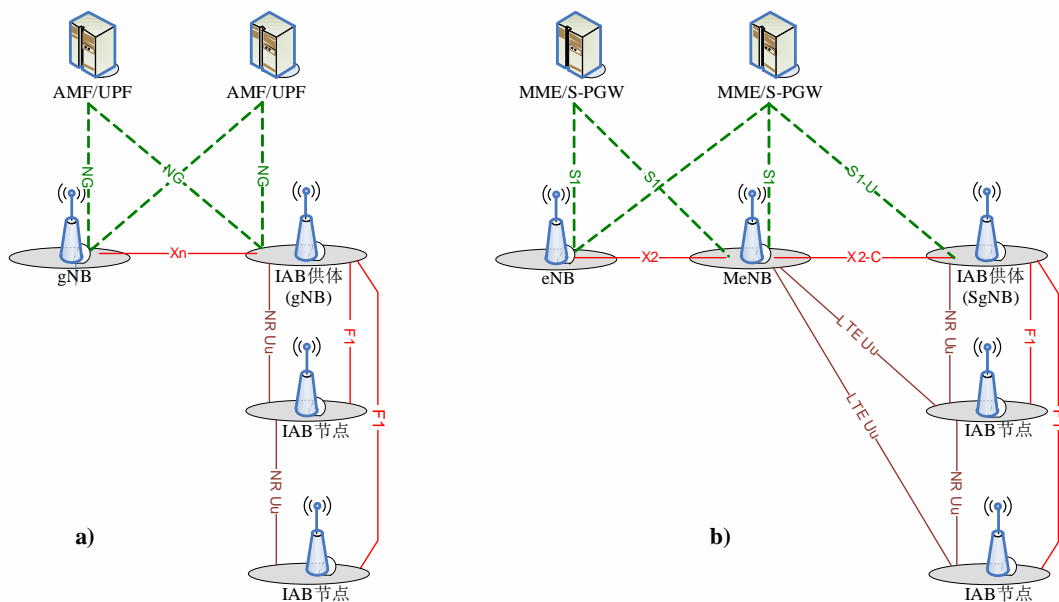 AMF/UPF
AMF/UPF
NG
NG
NG
gNB
Xn
IAB供体
(gNB)
NR Uu
F1
F1
IAB节点
NR Uu
IAB节点
a)
MME/S-PGW
MME/S-PGW
S1
S1
S1
S1-U
eNB
X2
MeNB
X2-C
IAB供体
(SgNB)
LTE Uu
LTE Uu
NR Uu
F1
F1
IAB节点
NR Uu
IAB节点
b)